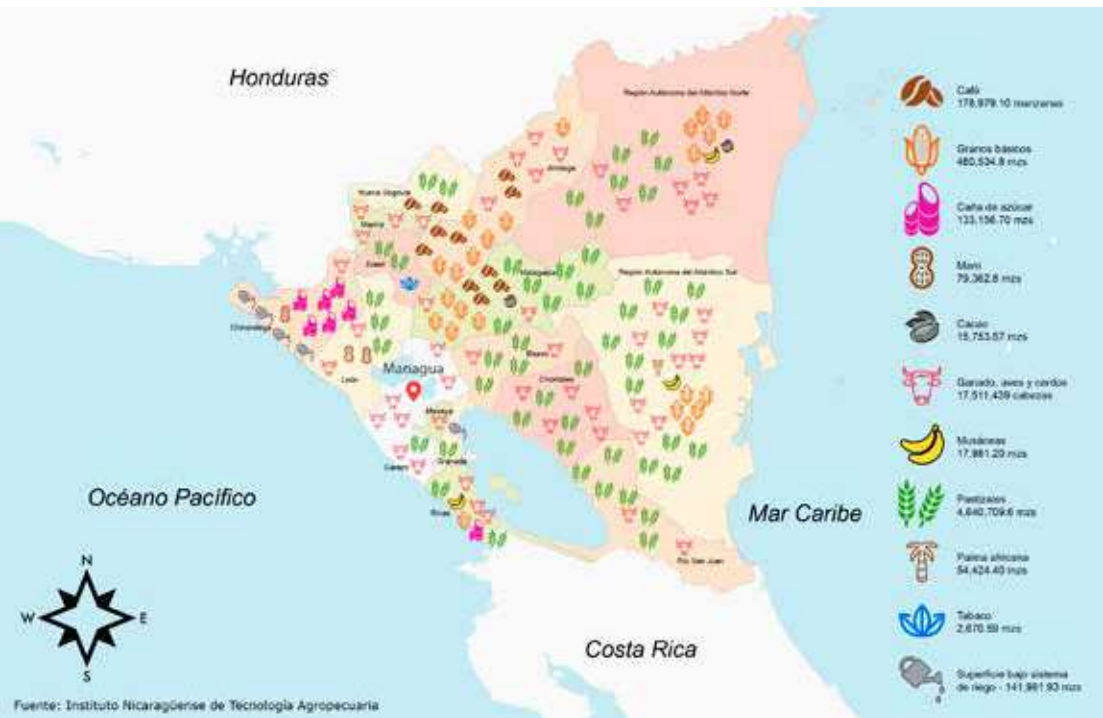 Honduras
Región Autónoma del Atlántico Norte
Jinotega
Nueva Segovia
Madriz
Estelí
Matagalpa
Región Autónoma del Atlántico Sur
Chinandega
León
Managua
Boaco
Chontales
Masaya
Granada
Carazo
Rivas
Río San Juan
Océano Pacífico
Mar Caribe
Costa Rica
N
W
E
S
Café
178,979.10 manzanas
Granos básicos
460,534.8 mzs
Caña de azúcar
133,156.70 mzs
Maní
79,362.8 mzs
Cacao
15,753.57 mzs
Ganado, aves y cerdos
17,511,439 cabezas
Musáceas
17,981.20 mzs
Pastizales
4,640,709.6 mzs
Palma africana
54,424.40 mzs
Tabaco
2,670.59 mzs
Superficie bajo sistema
de riego - 141,961.93 mzs
Fuente: Instituto Nicaragüense de Tecnología Agropecuaria